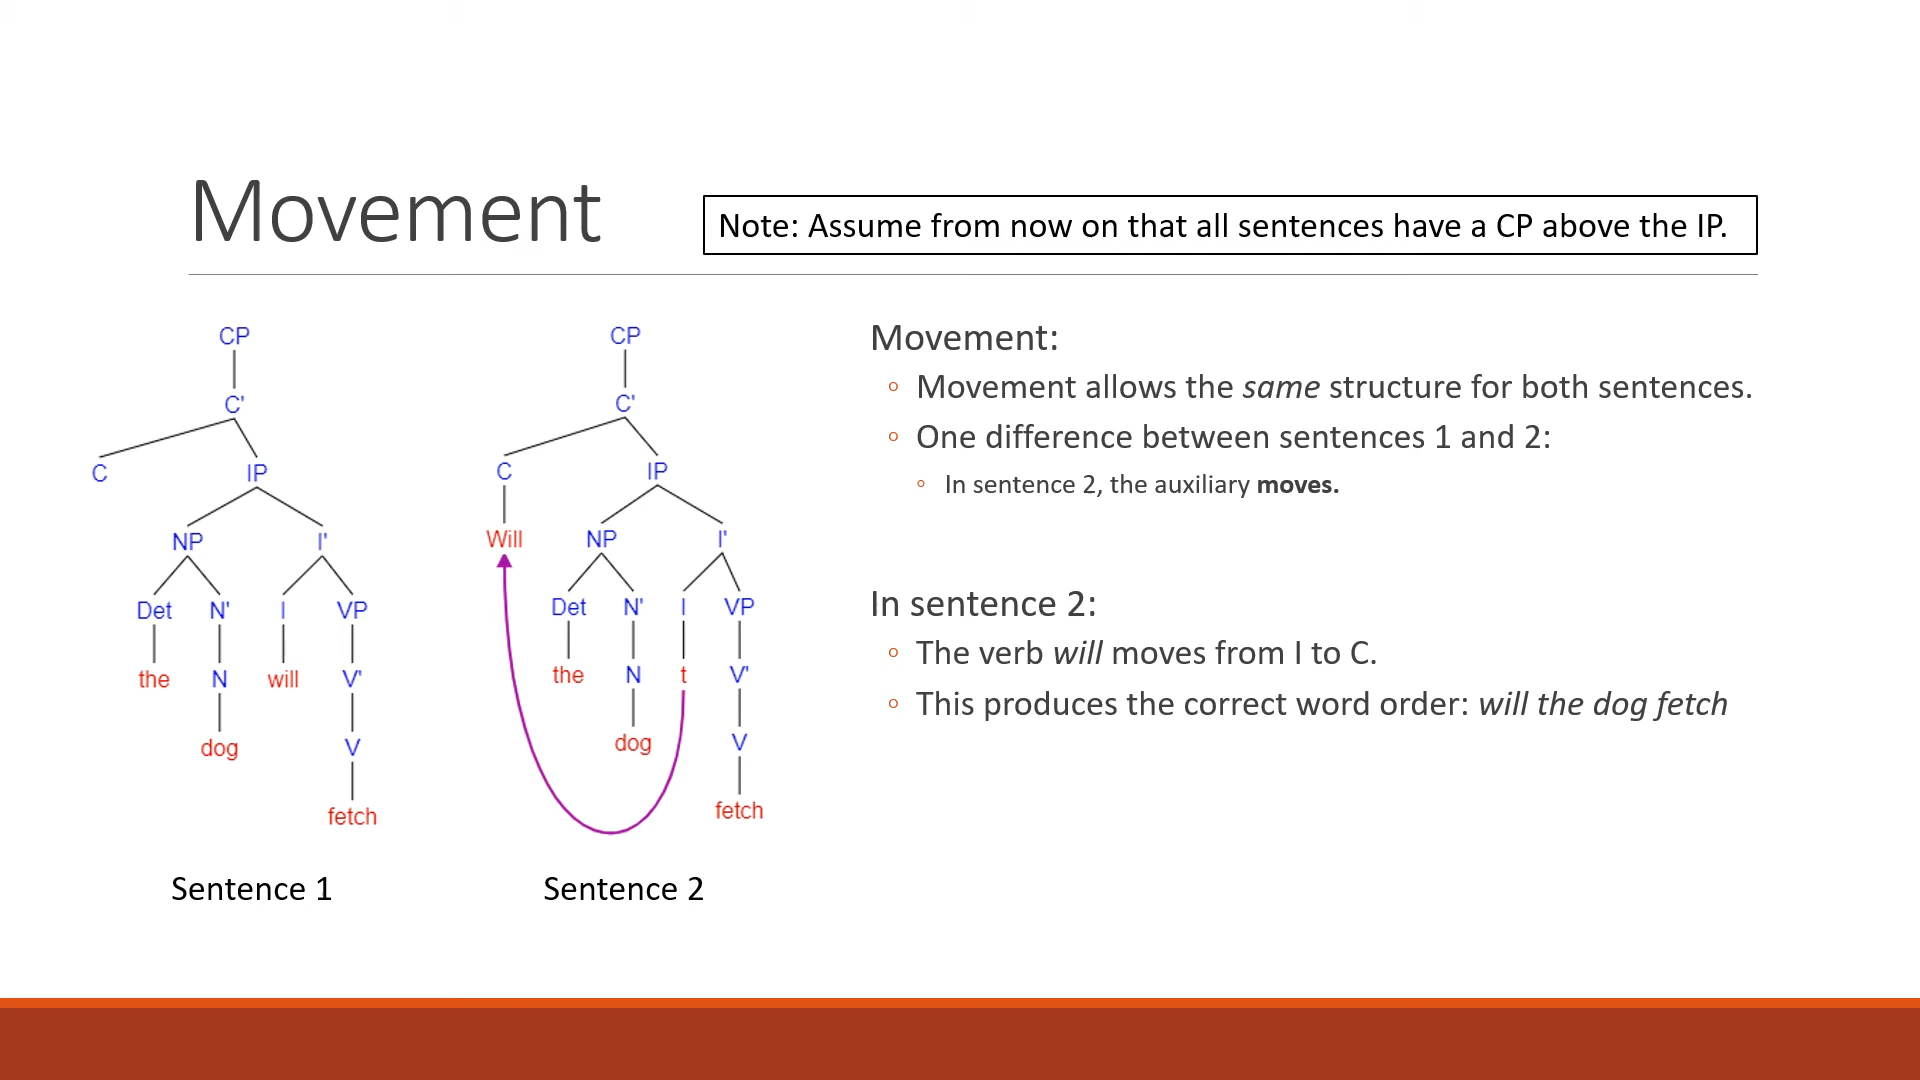 Movement
Note: Assume from now on that all sentences have a CP above the IP.
CP
C'
C IP
NP I'
Det N' I VP
the N will V'
dog V
fetch
Sentence 1
CP
C'
C IP
Will NP I'
Det N' I VP
the N t V'
dog V
fetch
Sentence 2
Movement:
◦ Movement allows the same structure for both sentences.
◦ One difference between sentences 1 and 2:
◦ In sentence 2, the auxiliary moves.
In sentence 2:
◦ The verb will moves from I to C.
◦ This produces the correct word order: will the dog fetch